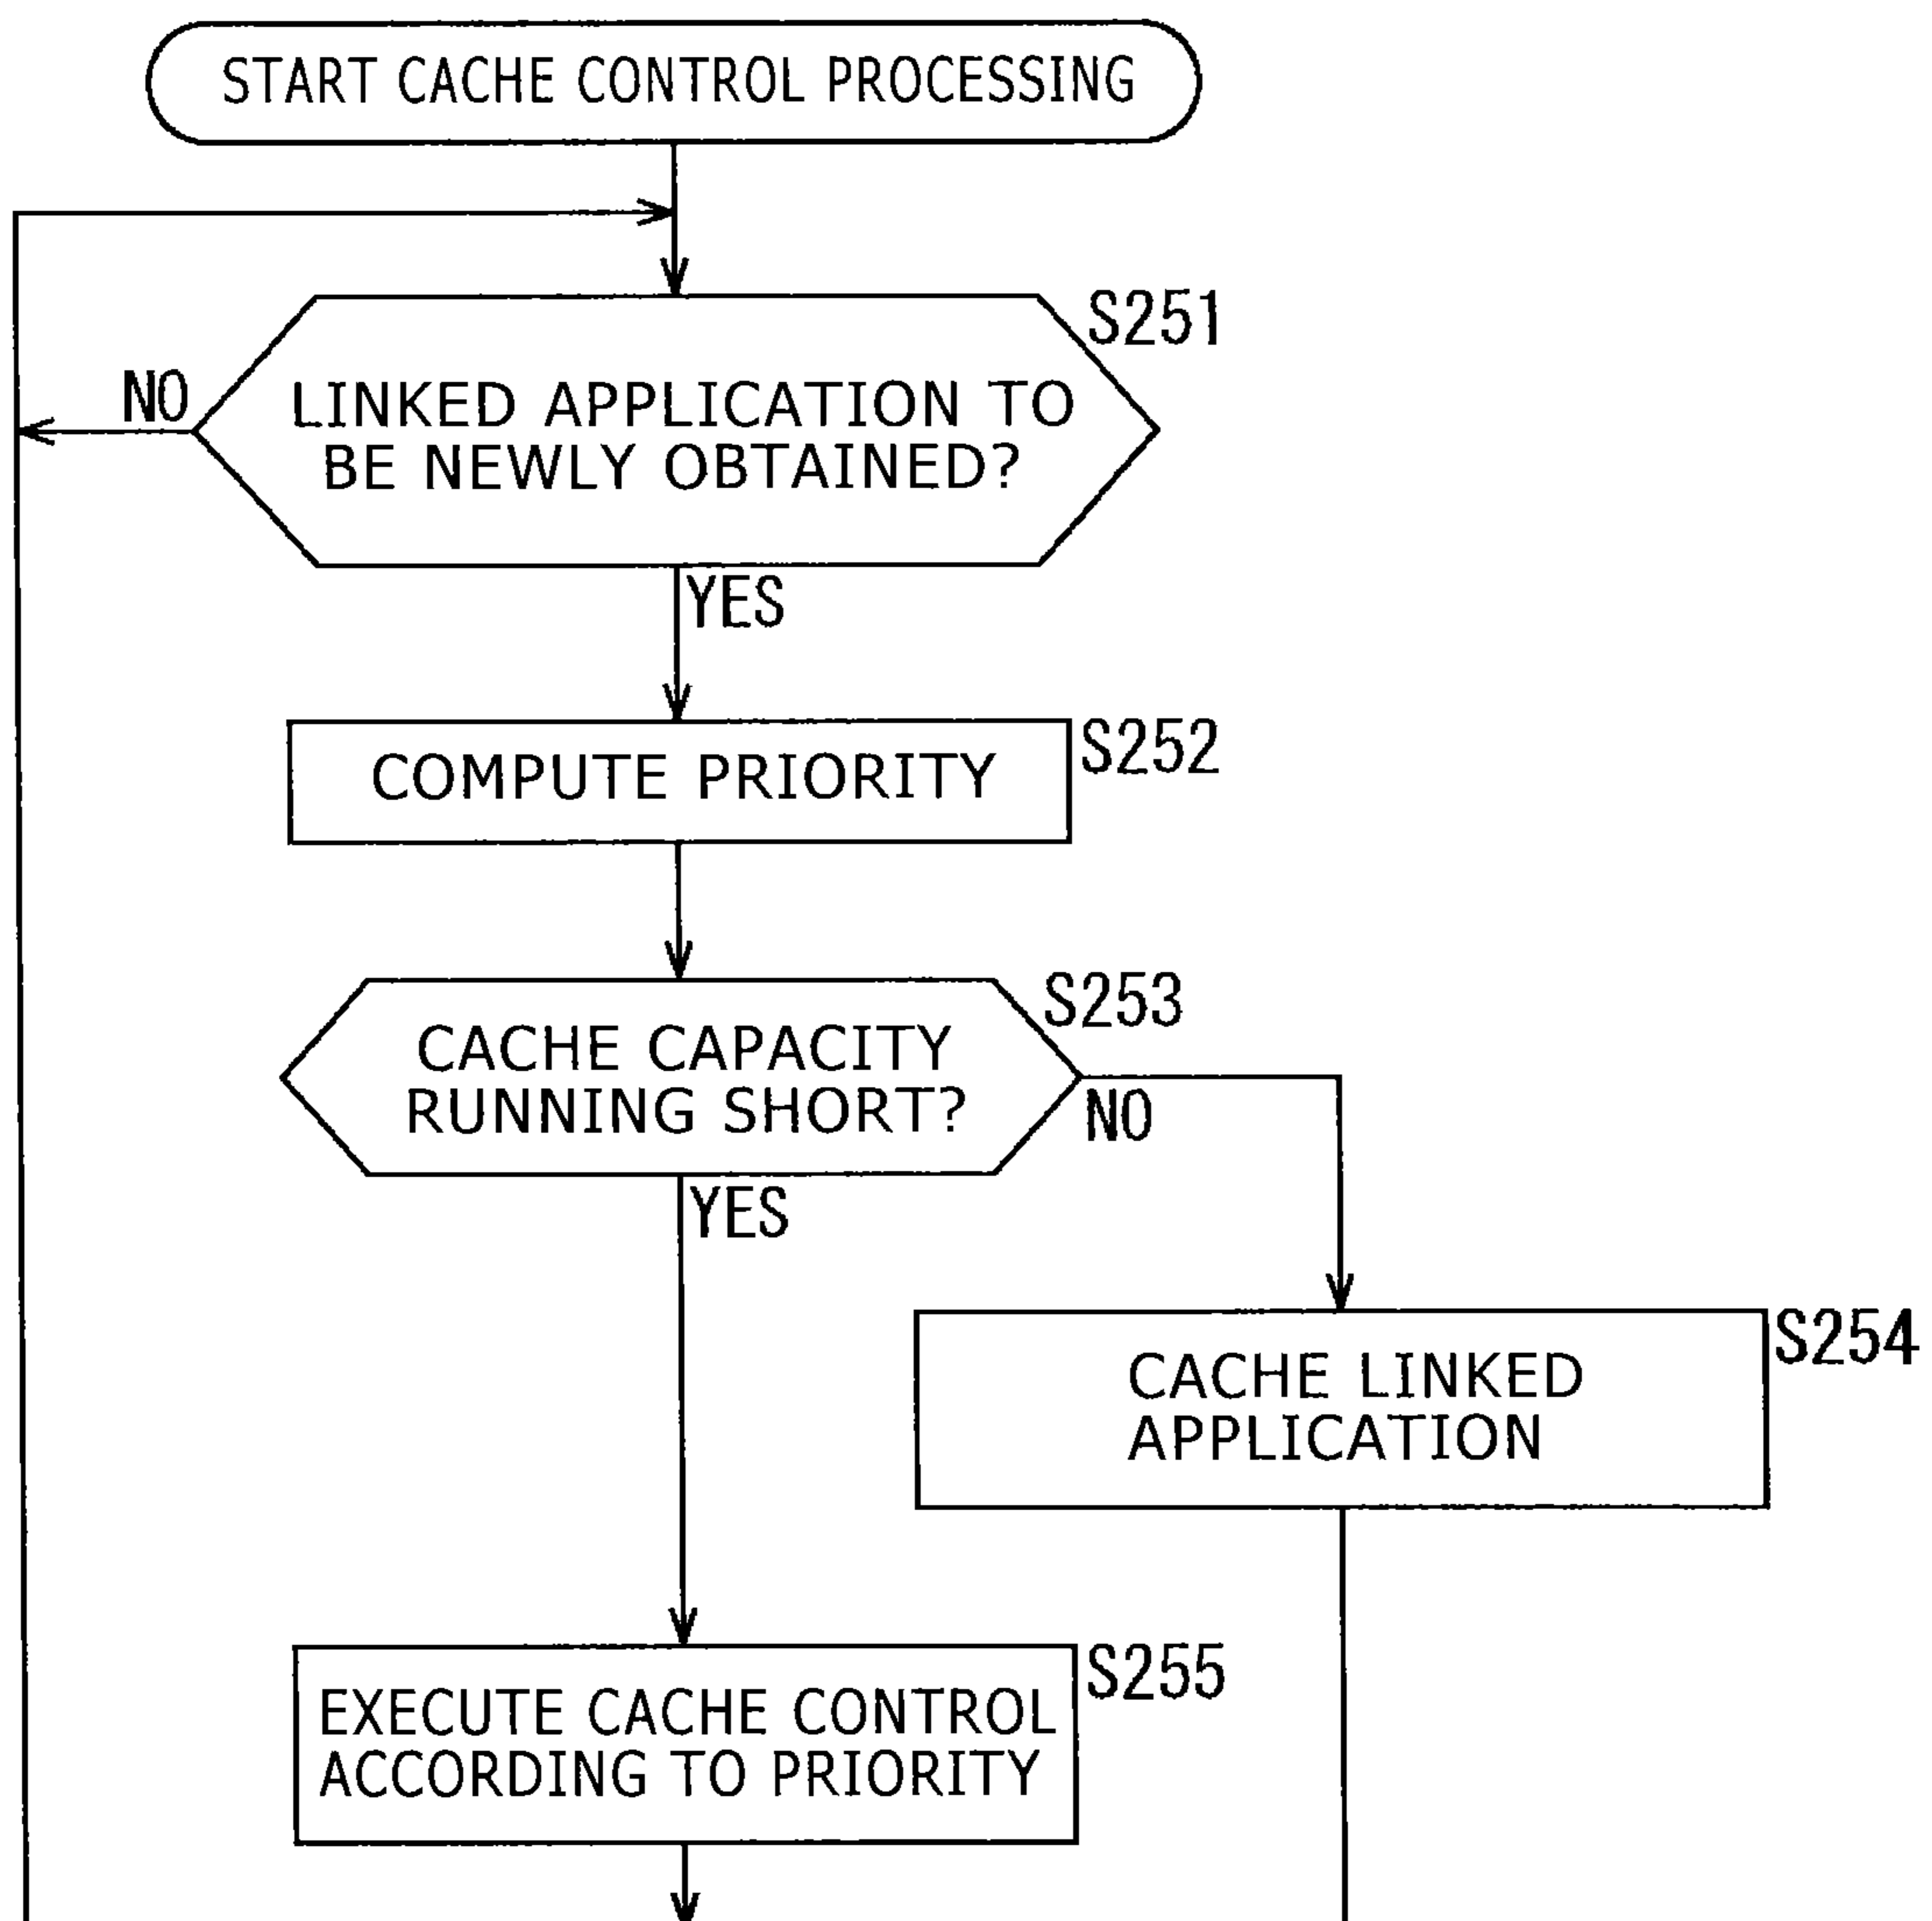 START CACHE CONTROL PROCESSING
S251
NO
LINKED APPLICATION TO
BE NEWLY OBTAINED?
YES
S252
COMPUTE PRIORITY
S253
CACHE CAPACITY
RUNNING SHORT?
NO
YES
S254
CACHE LINKED
APPLICATION
S255
EXECUTE CACHE CONTROL
ACCORDING TO PRIORITY